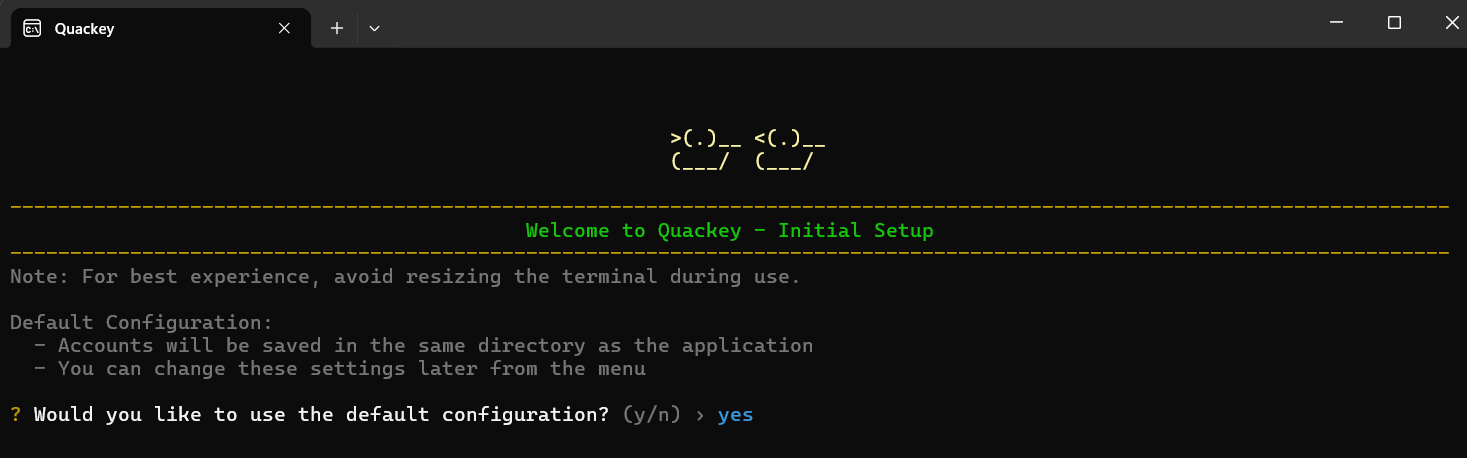 Quackey
>(.)__ <(.)__
(___/  (___/
------------------------------------------------------------------------------------------------------------------------
Welcome to Quackey - Initial Setup
------------------------------------------------------------------------------------------------------------------------
Note: For best experience, avoid resizing the terminal during use.
Default Configuration:
- Accounts will be saved in the same directory as the application
- You can change these settings later from the menu
? Would you like to use the default configuration? (y/n) › yes